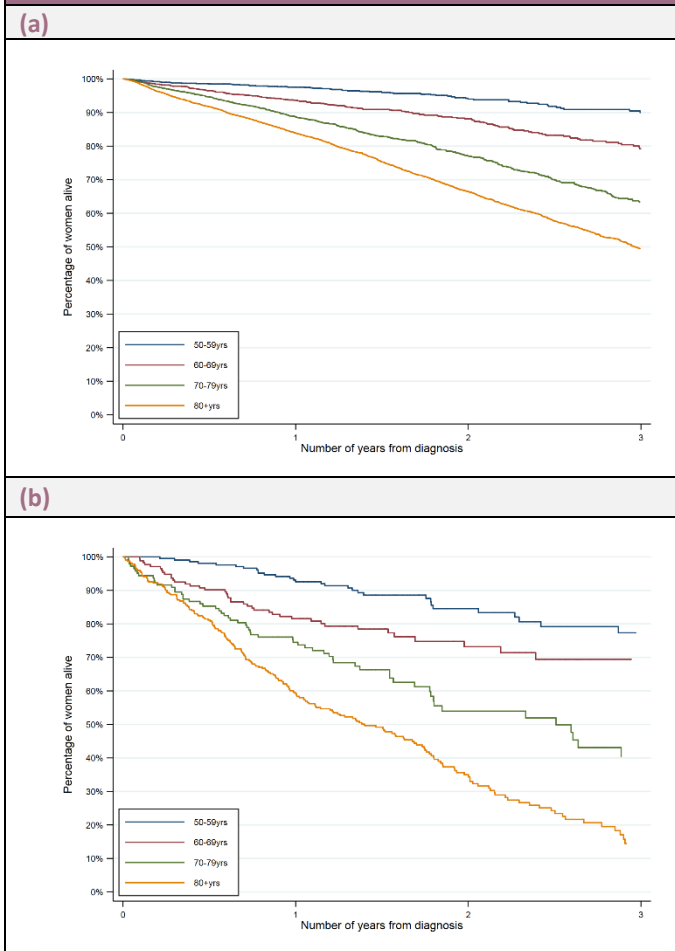 (a)
100%
90%
80%
70%
60%
50%
40%
30%
20%
10%
0%
Percentage of women alive
50-59yrs
60-69yrs
70-79yrs
80+yrs
0 1 2 3
Number of years from diagnosis
(b)
100%
90%
80%
70%
60%
50%
40%
30%
20%
10%
0%
Percentage of women alive
50-59yrs
60-69yrs
70-79yrs
80+yrs
0 1 2 3
Number of years from diagnosis